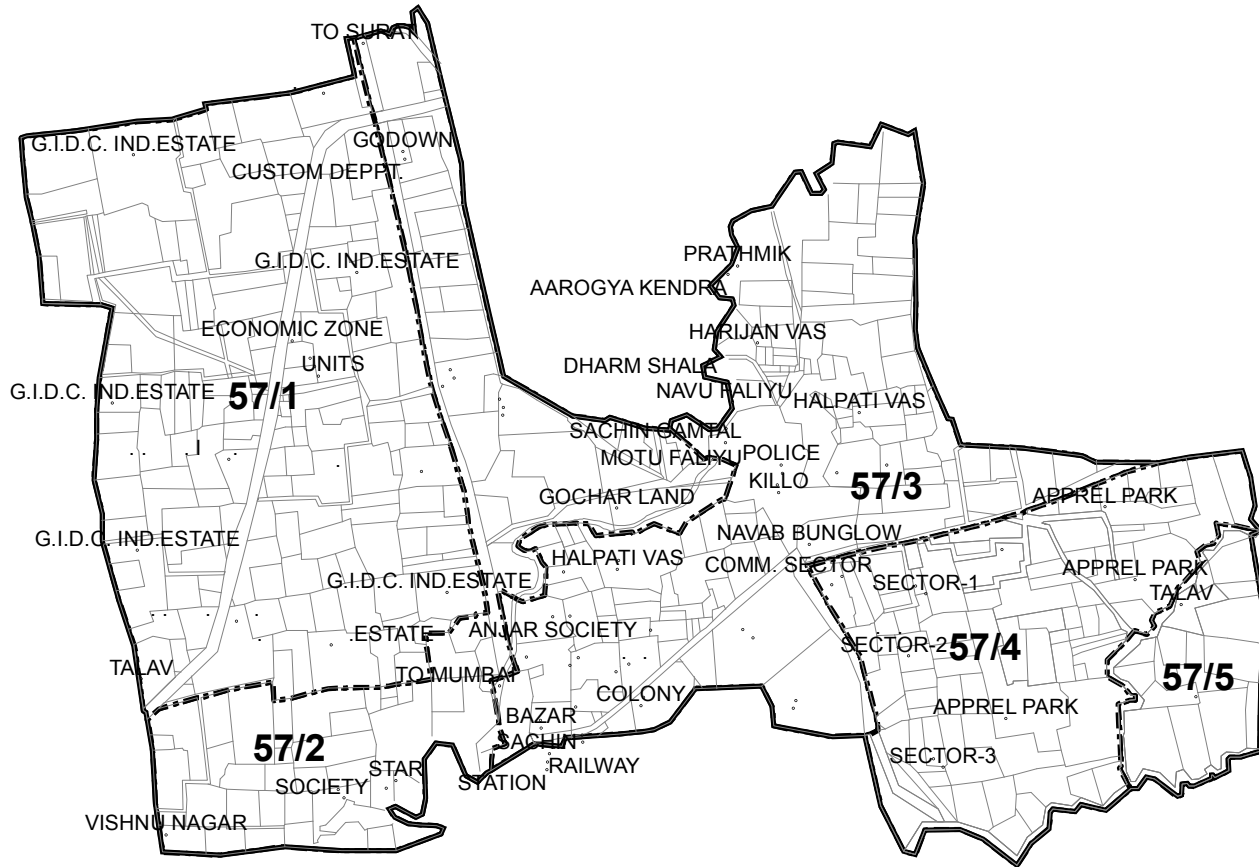 TO SURAT
G.I.D.C. IND.ESTATE
GODOWN
CUSTOM DEPPT.
G.I.D.C. IND.ESTATE
PRATHMIK
AAROGYA KENDRA
ECONOMIC ZONE
HARIJAN VAS
UNITS
DHARM SHALA
G.I.D.C. IND.ESTATE
57/1
NAVU FALIYU
HALPATI VAS
SACHIN GAMTAL
MOTU FALIYU
POLICE
KILLO
57/3
GOCHAR LAND
APPREL PARK
NAVAB BUNGLOW
G.I.D.C. IND.ESTATE
HALPATI VAS
COMM. SECTOR
APPREL PARK
G.I.D.C. IND.ESTATE
SECTOR-1
TALAV
.ESTATE
ANJAR SOCIETY
SECTOR-2
57/4
TALAV
TO MUMBAI
57/5
COLONY
APPREL PARK
BAZAR
57/2
SACHIN
SECTOR-3
STAR
RAILWAY
SOCIETY
STATION
VISHNU NAGAR